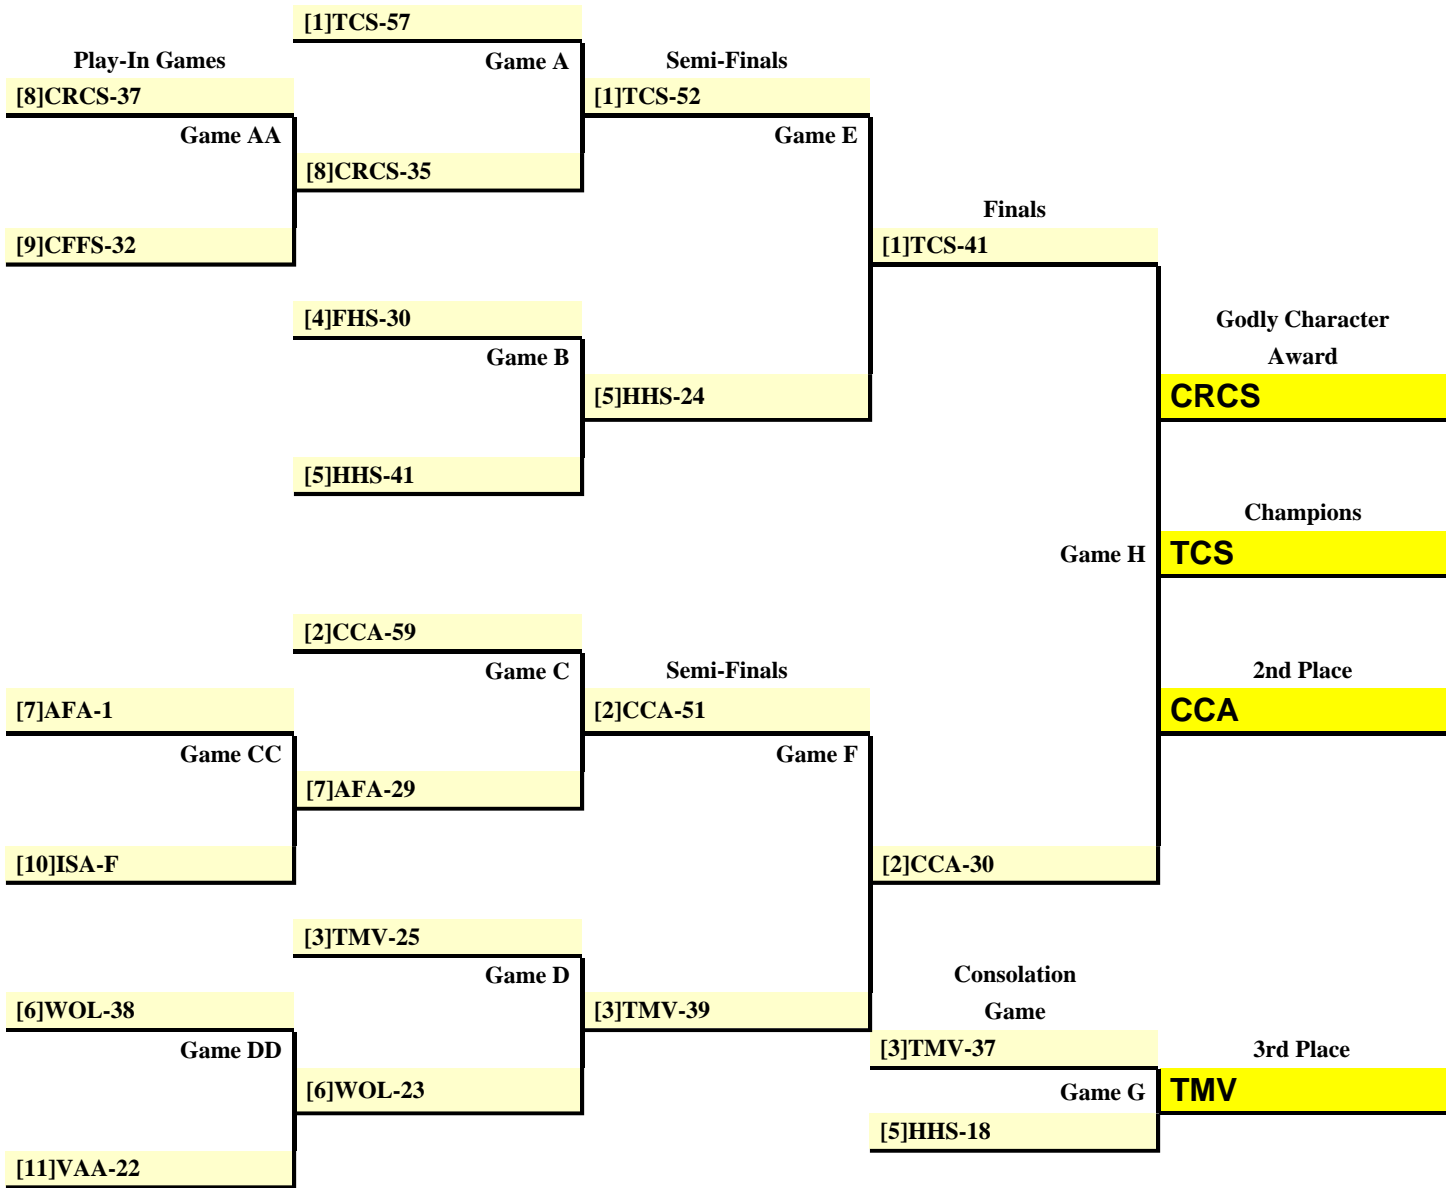 [1]TCS-57
Play-In Games
Game A
Semi-Finals
[8]CRCS-37
[1]TCS-52
Game AA
Game E
[8]CRCS-35
Finals
[9]CFFS-32
[1]TCS-41
[4]FHS-30
Godly Character
Game B
Award
[5]HHS-24
CRCS
[5]HHS-41
Champions
Game H
TCS
[2]CCA-59
Game C
Semi-Finals
2nd Place
[7]AFA-1
[2]CCA-51
CCA
Game CC
Game F
[7]AFA-29
[10]ISA-F
[2]CCA-30
[3]TMV-25
Game D
Consolation
[6]WOL-38
[3]TMV-39
Game
Game DD
[3]TMV-37
3rd Place
[6]WOL-23
Game G
TMV
[5]HHS-18
[11]VAA-22